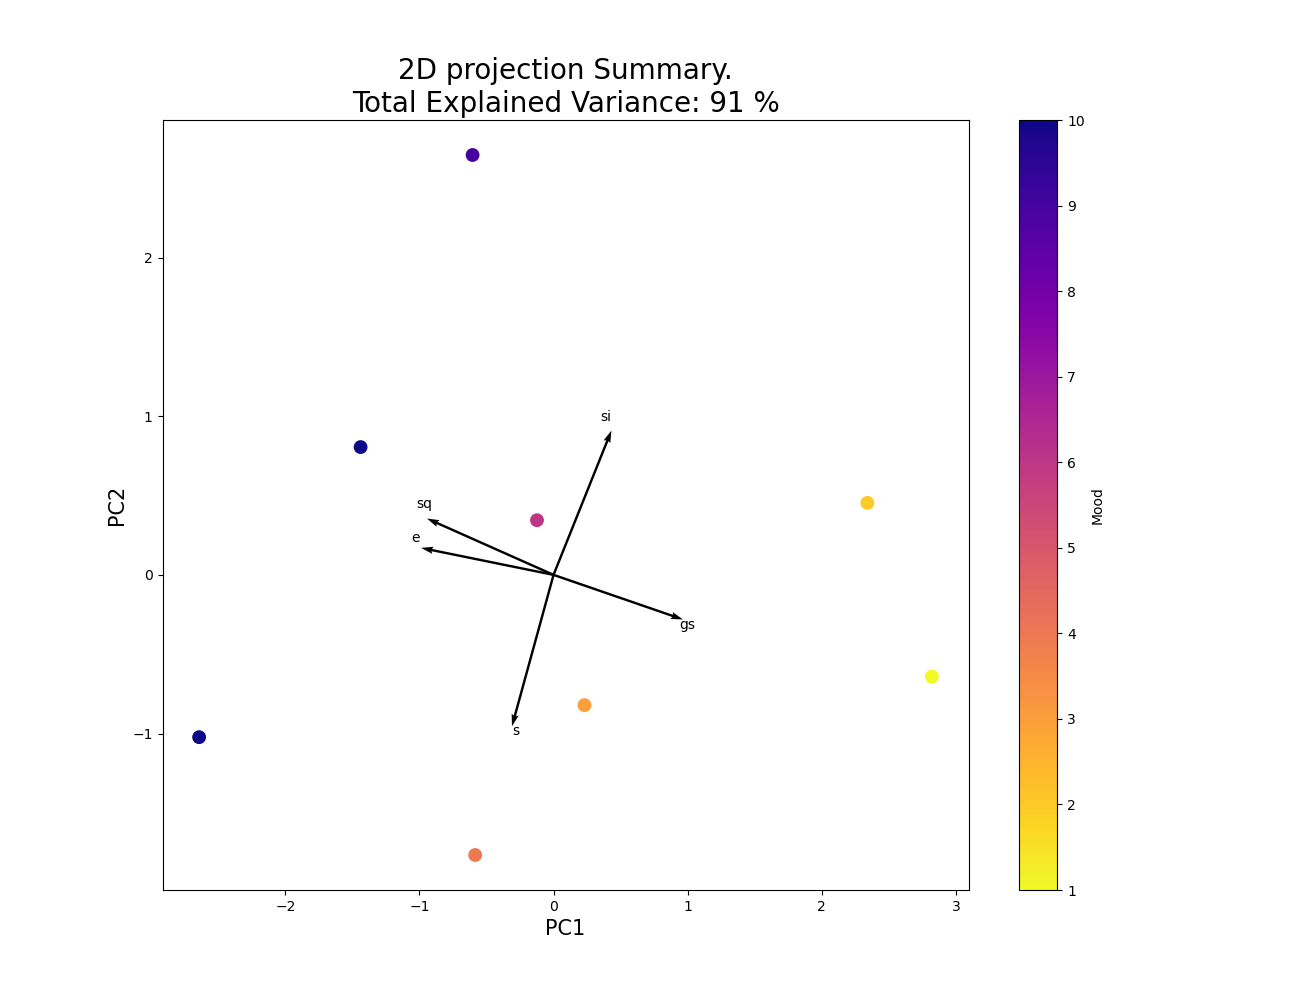 2D projection Summary.
Total Explained Variance: 91 %
PC2
2
1
0
−1
−2
−1
0
1
2
3
PC1
si
sq
e
gs
s
10
9
8
7
6
5
4
3
2
1
Mood